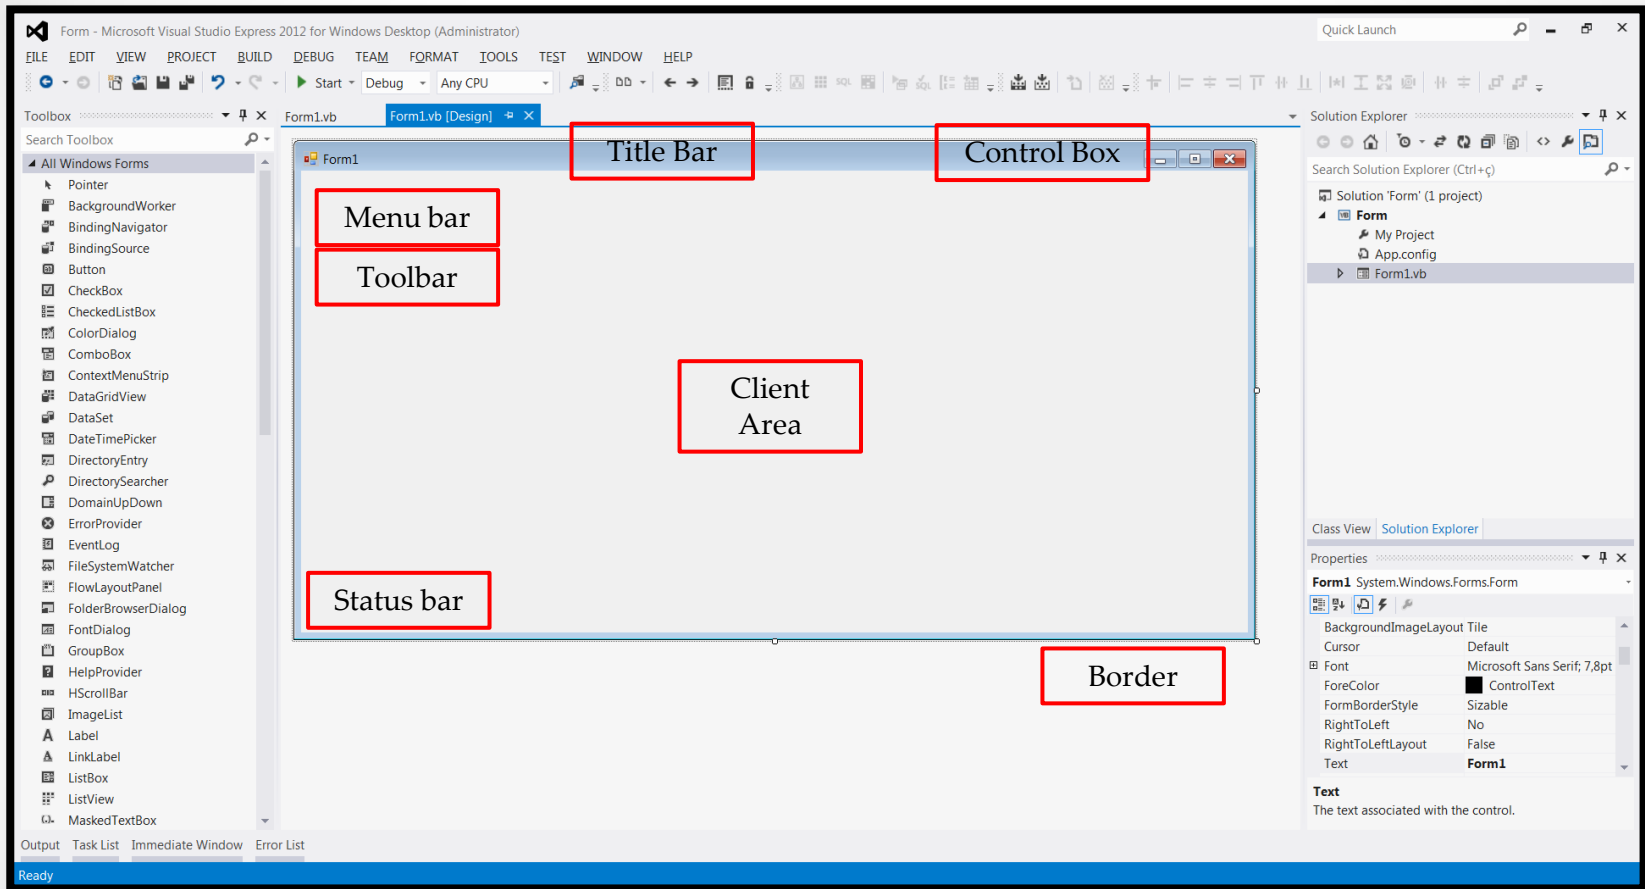 Form - Microsoft Visual Studio Express 2012 for Windows Desktop (Administrator)
Quick Launch
FILE EDIT VIEW PROJECT BUILD DEBUG TEAM FORMAT TOOLS TEST WINDOW HELP
Start Debug Any CPU
SQL
Toolbox
Search Toolbox
All Windows Forms
Pointer
BackgroundWorker
BindingNavigator
BindingSource
Button
CheckBox
CheckedListBox
ColorDialog
ComboBox
ContextMenuStrip
DataGridView
DataSet
DateTimePicker
DirectoryEntry
DirectorySearcher
DomainUpDown
ErrorProvider
EventLog
FileSystemWatcher
FlowLayoutPanel
FolderBrowserDialog
FontDialog
GroupBox
HelpProvider
HScrollBar
ImageList
Label
LinkLabel
ListBox
ListView
MaskedTextBox
Form1.vb
Form1.vb [Design]
Form1
Title Bar
Control Box
Menu bar
Toolbar
Client
Area
Status bar
Border
Solution Explorer
Search Solution Explorer (Ctrl+ç)
Solution 'Form' (1 project)
VB Form
My Project
App.config
Form1.vb
Class View Solution Explorer
Properties
Form1 System.Windows.Forms.Form
BackgroundImageLayout Tile
Cursor Default
Font Microsoft Sans Serif; 7,8pt
ForeColor ControlText
FormBorderStyle Sizable
RightToLeft No
RightToLeftLayout False
Text Form1
Text
The text associated with the control.
Output Task List Immediate Window Error List
Ready